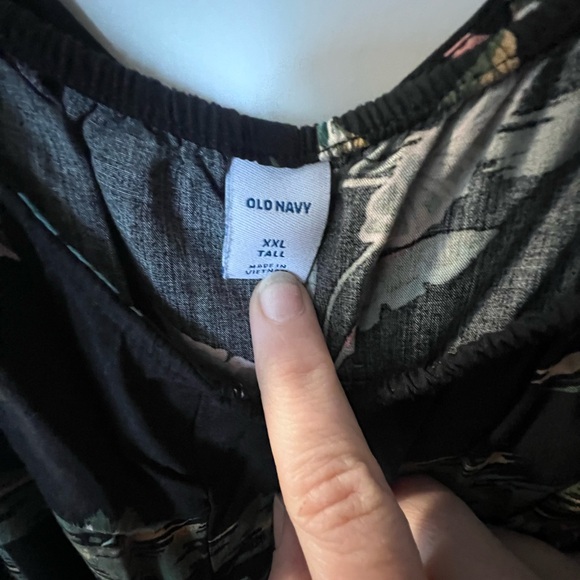 OLD NAVY
XXL
TALL
MADE IN
VIETNAM